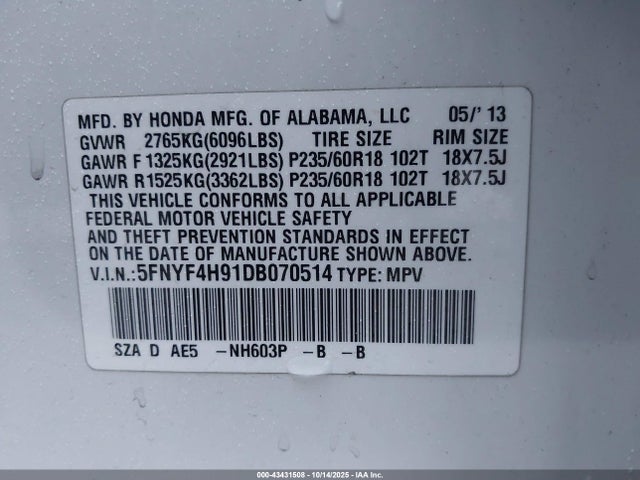 MFD. BY HONDA MFG. OF ALABAMA, LLC 05/' 13
GVWR 2765KG(6096LBS) TIRE SIZE RIM SIZE
GAWR F 1325KG(2921LBS) P235/60R18 102T 18X7.5J
GAWR R1525KG(3362LBS) P235/60R18 102T 18X7.5J
THIS VEHICLE CONFORMS TO ALL APPLICABLE
FEDERAL MOTOR VEHICLE SAFETY
AND THEFT PREVENTION STANDARDS IN EFFECT
ON THE DATE OF MANUFACTURE SHOWN ABOVE.
V.I.N.:5FNYF4H91DB070514 TYPE: MPV
SZA D AE5 -NH603P -B -B
000-43431508 - 10/14/2025 - IAA Inc.